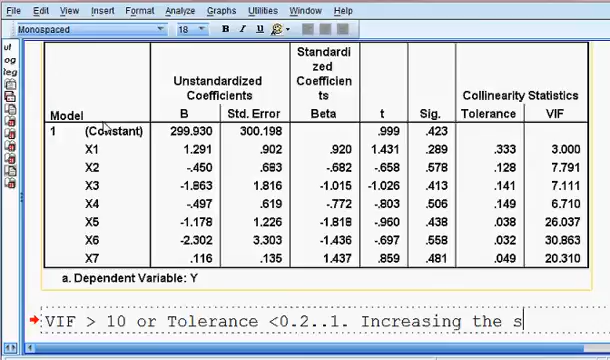 File Edit View Insert Format Analyze Graphs Utilities Window Help
Monospaced 18 B I U
Unstandardized Coefficients
Standardi zed Coefficien ts
Collinearity Statistics
Model B Std. Error Beta t Sig. Tolerance VIF
1 (Constant) 299.930 300.198 .999 .423
X1 1.291 .902 .920 1.431 .289 .333 3.000
X2 -.450 .683 -.682 -.658 .578 .128 7.791
X3 -1.863 1.816 -1.015 -1.026 .413 .141 7.111
X4 -.497 .619 -.772 -.803 .506 .149 6.710
X5 -1.178 1.226 -1.818 -.960 .438 .038 26.037
X6 -2.302 3.303 -1.436 -.697 .558 .032 30.863
X7 .116 .135 1.437 .859 .481 .049 20.310
a. Dependent Variable: Y
VIF > 10 or Tolerance <0.2..1. Increasing the s